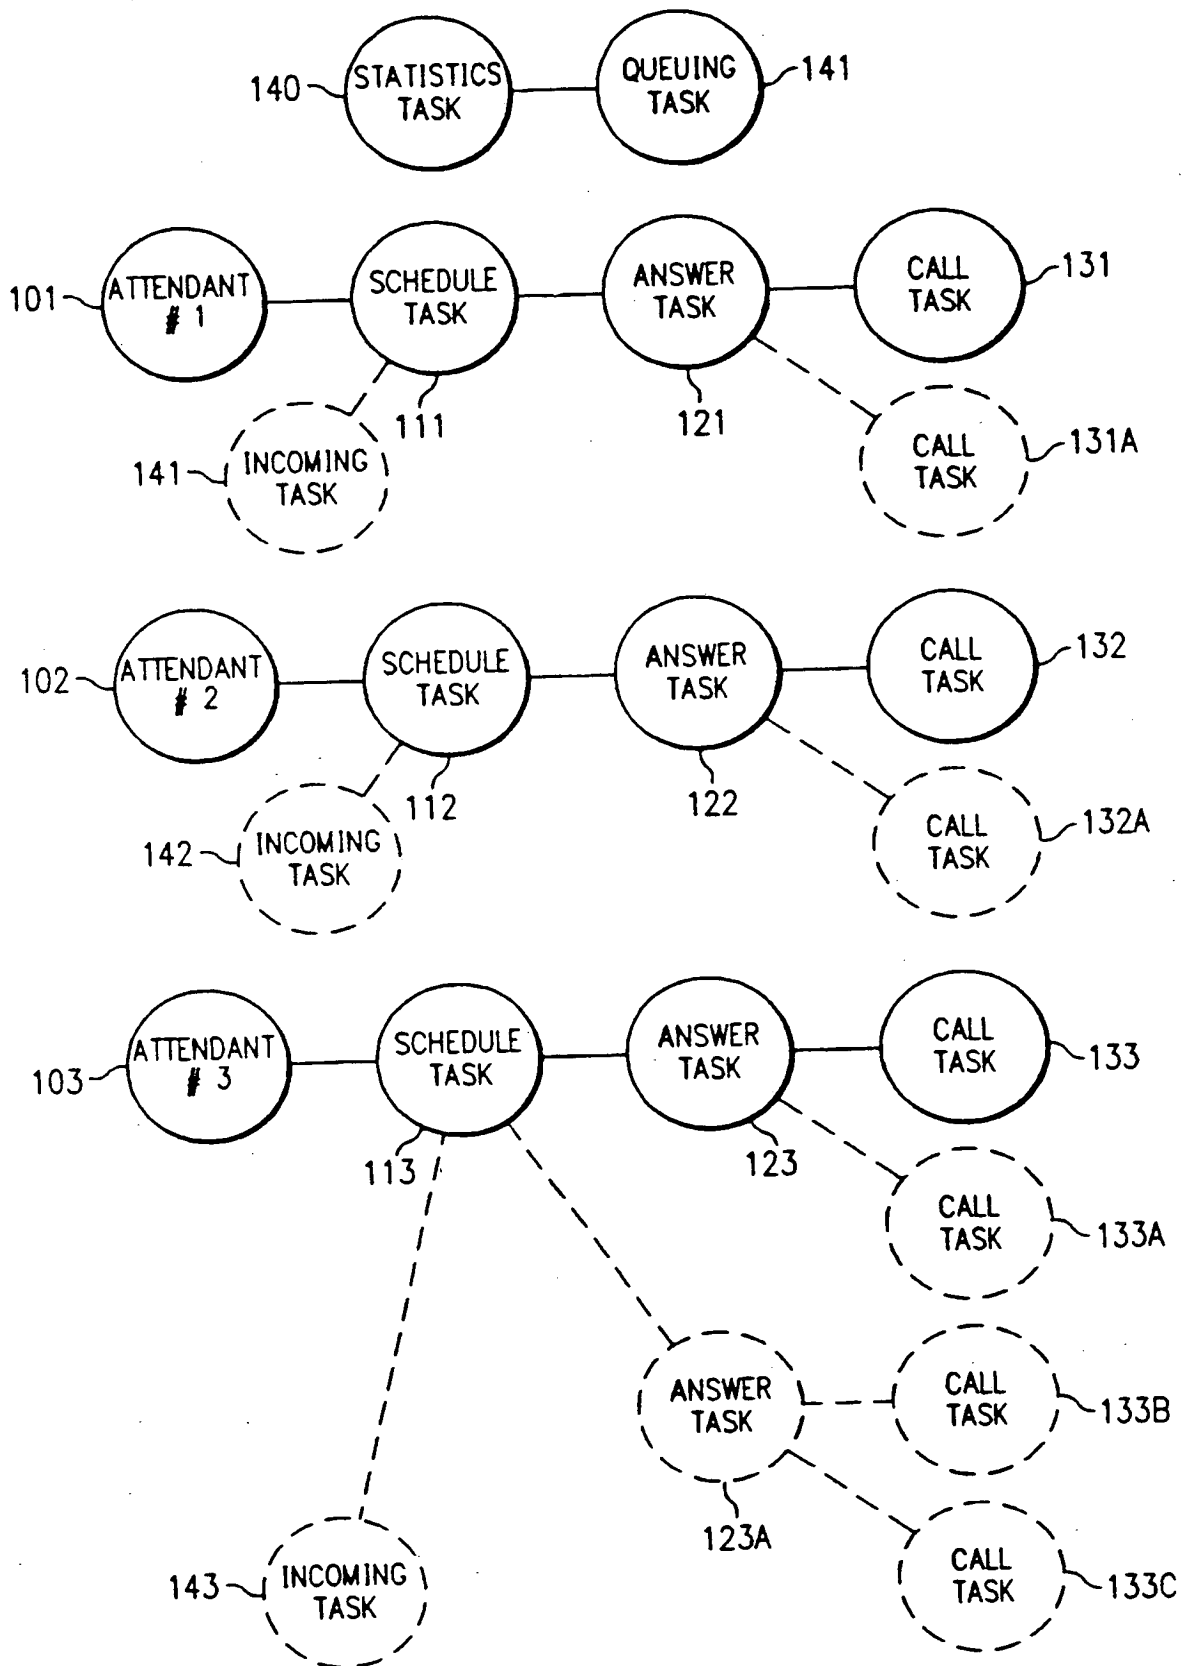 140
STATISTICS
TASK
QUEUING
TASK
141
101
ATTENDANT
# 1
SCHEDULE
TASK
111
ANSWER
TASK
121
CALL
TASK
131
141
INCOMING
TASK
CALL
TASK
131A
102
ATTENDANT
# 2
SCHEDULE
TASK
112
ANSWER
TASK
122
CALL
TASK
132
142
INCOMING
TASK
CALL
TASK
132A
103
ATTENDANT
# 3
SCHEDULE
TASK
113
ANSWER
TASK
123
CALL
TASK
133
CALL
TASK
133A
ANSWER
TASK
123A
CALL
TASK
133B
143
INCOMING
TASK
CALL
TASK
133C